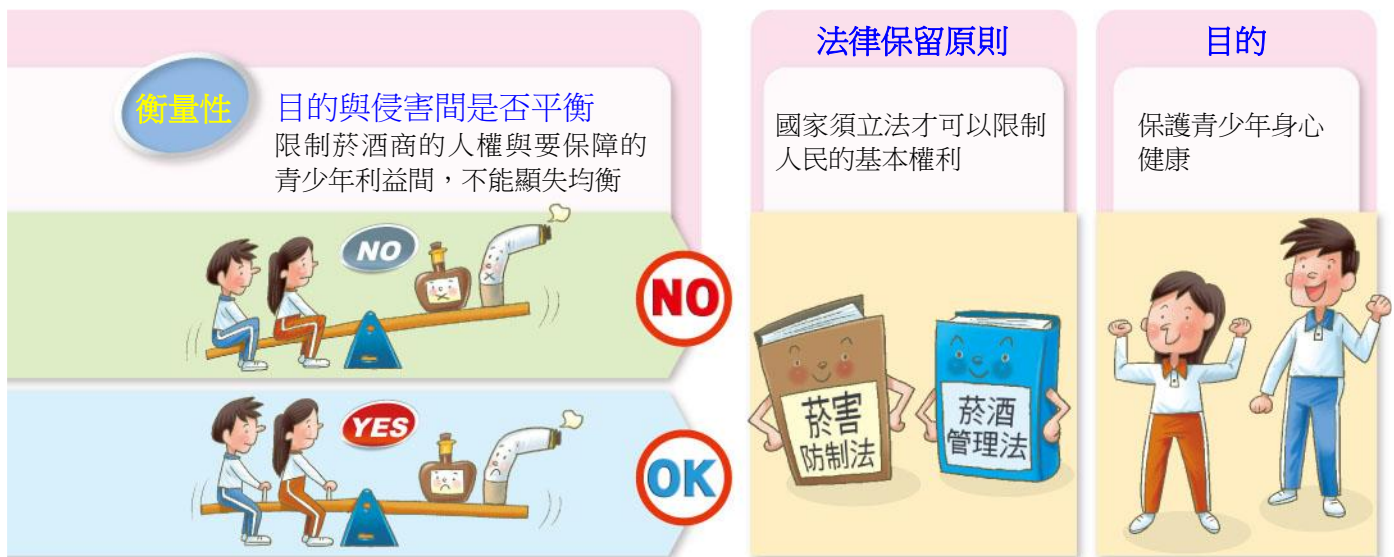 衡量性
目的與侵害間是否平衡
限制菸酒商的人權與要保障的
青少年利益間，不能顯失均衡
NO
NO
YES
OK
法律保留原則
國家須立法才可以限制
人民的基本權利
菸害
防制法
菸酒
管理法
目的
保護青少年身心
健康